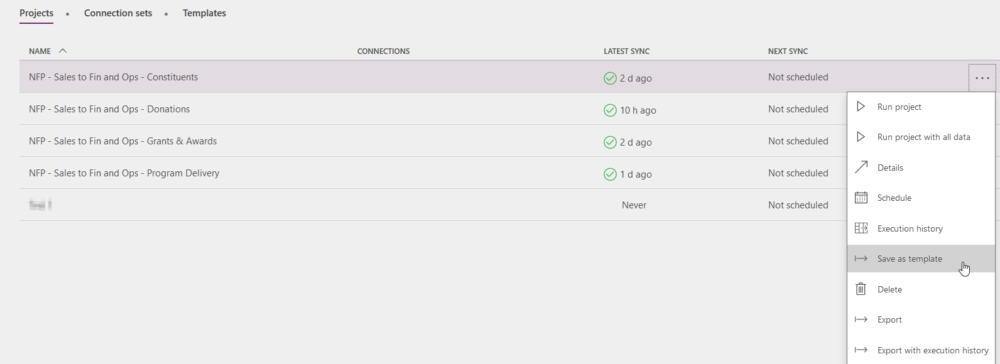 Projects • Connection sets • Templates
NAME CONNECTIONS LATEST SYNC NEXT SYNC
NFP - Sales to Fin and Ops - Constituents 2 d ago Not scheduled ...
NFP - Sales to Fin and Ops - Donations 10 h ago Not scheduled
NFP - Sales to Fin and Ops - Grants & Awards 2 d ago Not scheduled
NFP - Sales to Fin and Ops - Program Delivery 1 d ago Not scheduled
Never Not scheduled
Run project
Run project with all data
Details
Schedule
Execution history
Save as template
Delete
Export
Export with execution history